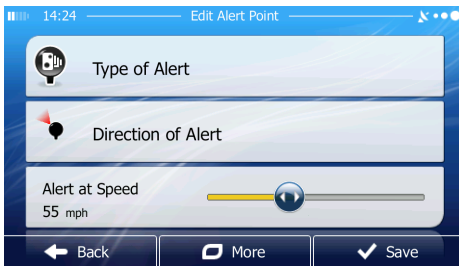 14:24 Edit Alert Point
Type of Alert
Direction of Alert
Alert at Speed
55 mph
Back More Save